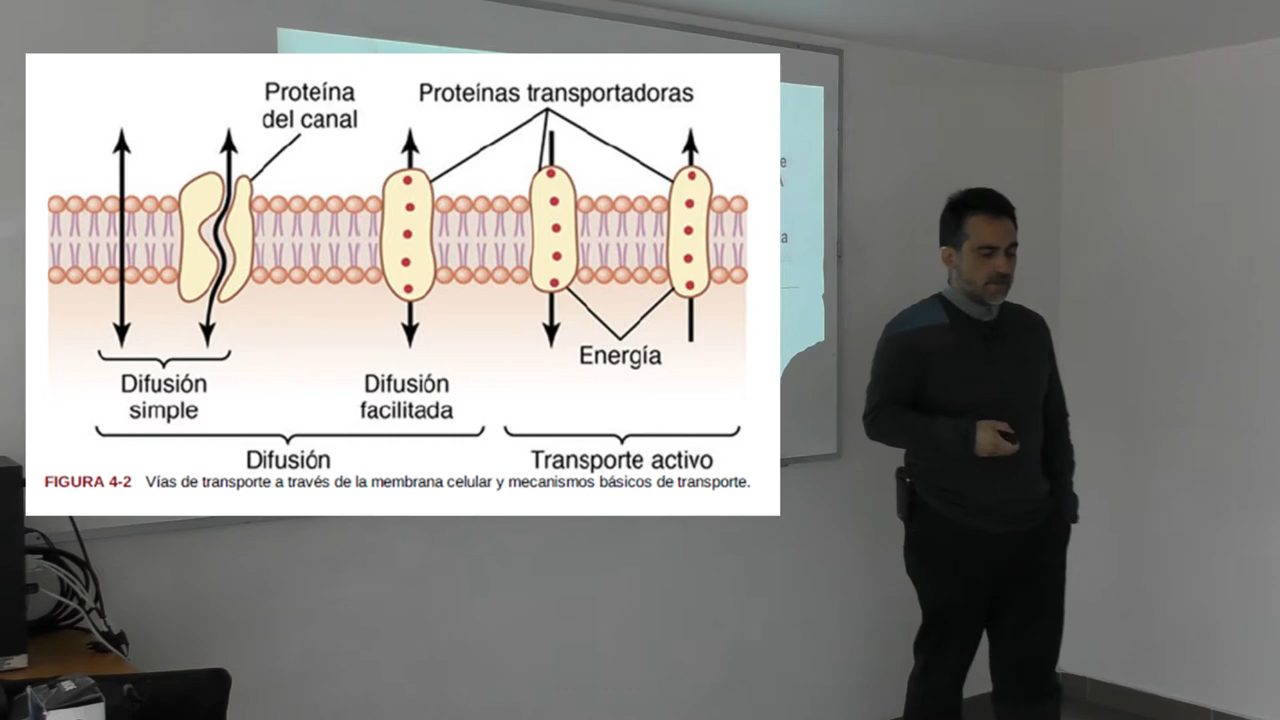 Proteína
del canal
Proteínas transportadoras
Energía
Difusión
simple
Difusión
facilitada
Difusión
Transporte activo
FIGURA 4-2 Vías de transporte a través de la membrana celular y mecanismos básicos de transporte.
e
a